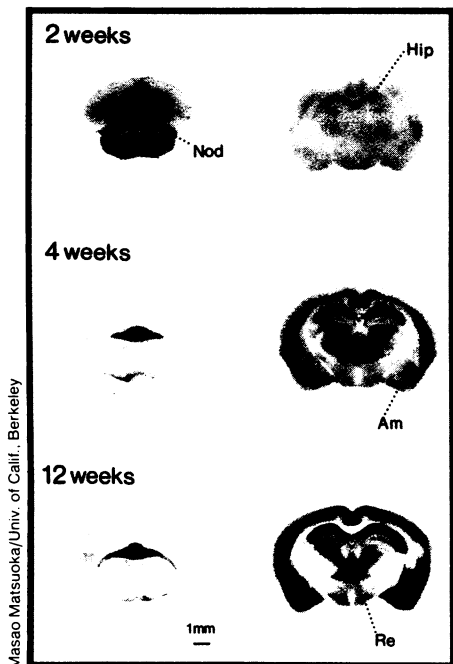 2 weeks
Hip
Nod
4 weeks
Am
12 weeks
1mm
Re
Masao Matsuoka/Univ. of Calif., Berkeley